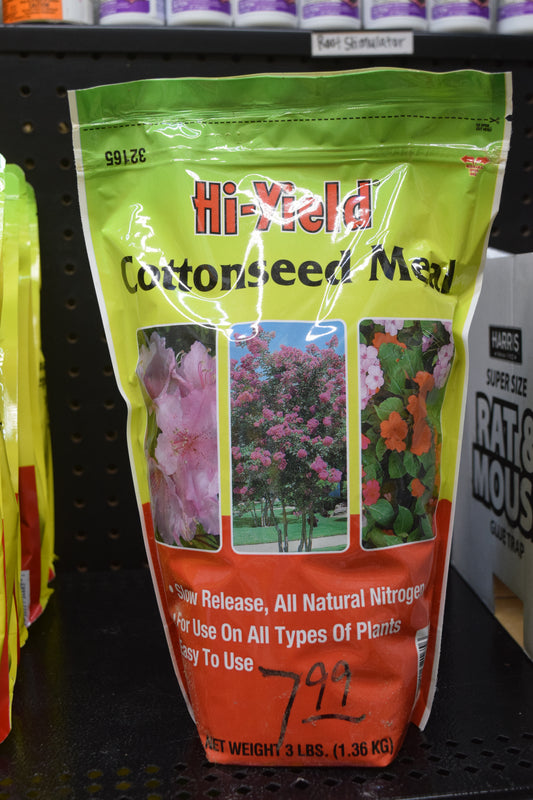 Root Stimulator
32165
Hi-Yield
Cottonseed Meal
• Slow Release, All Natural Nitrogen
• For Use On All Types Of Plants
Easy To Use
7.99
NET WEIGHT 3 LBS. (1.36 KG)
HARRIS
SUPER SIZE
RAT &
MOUS
GLUE TRAP